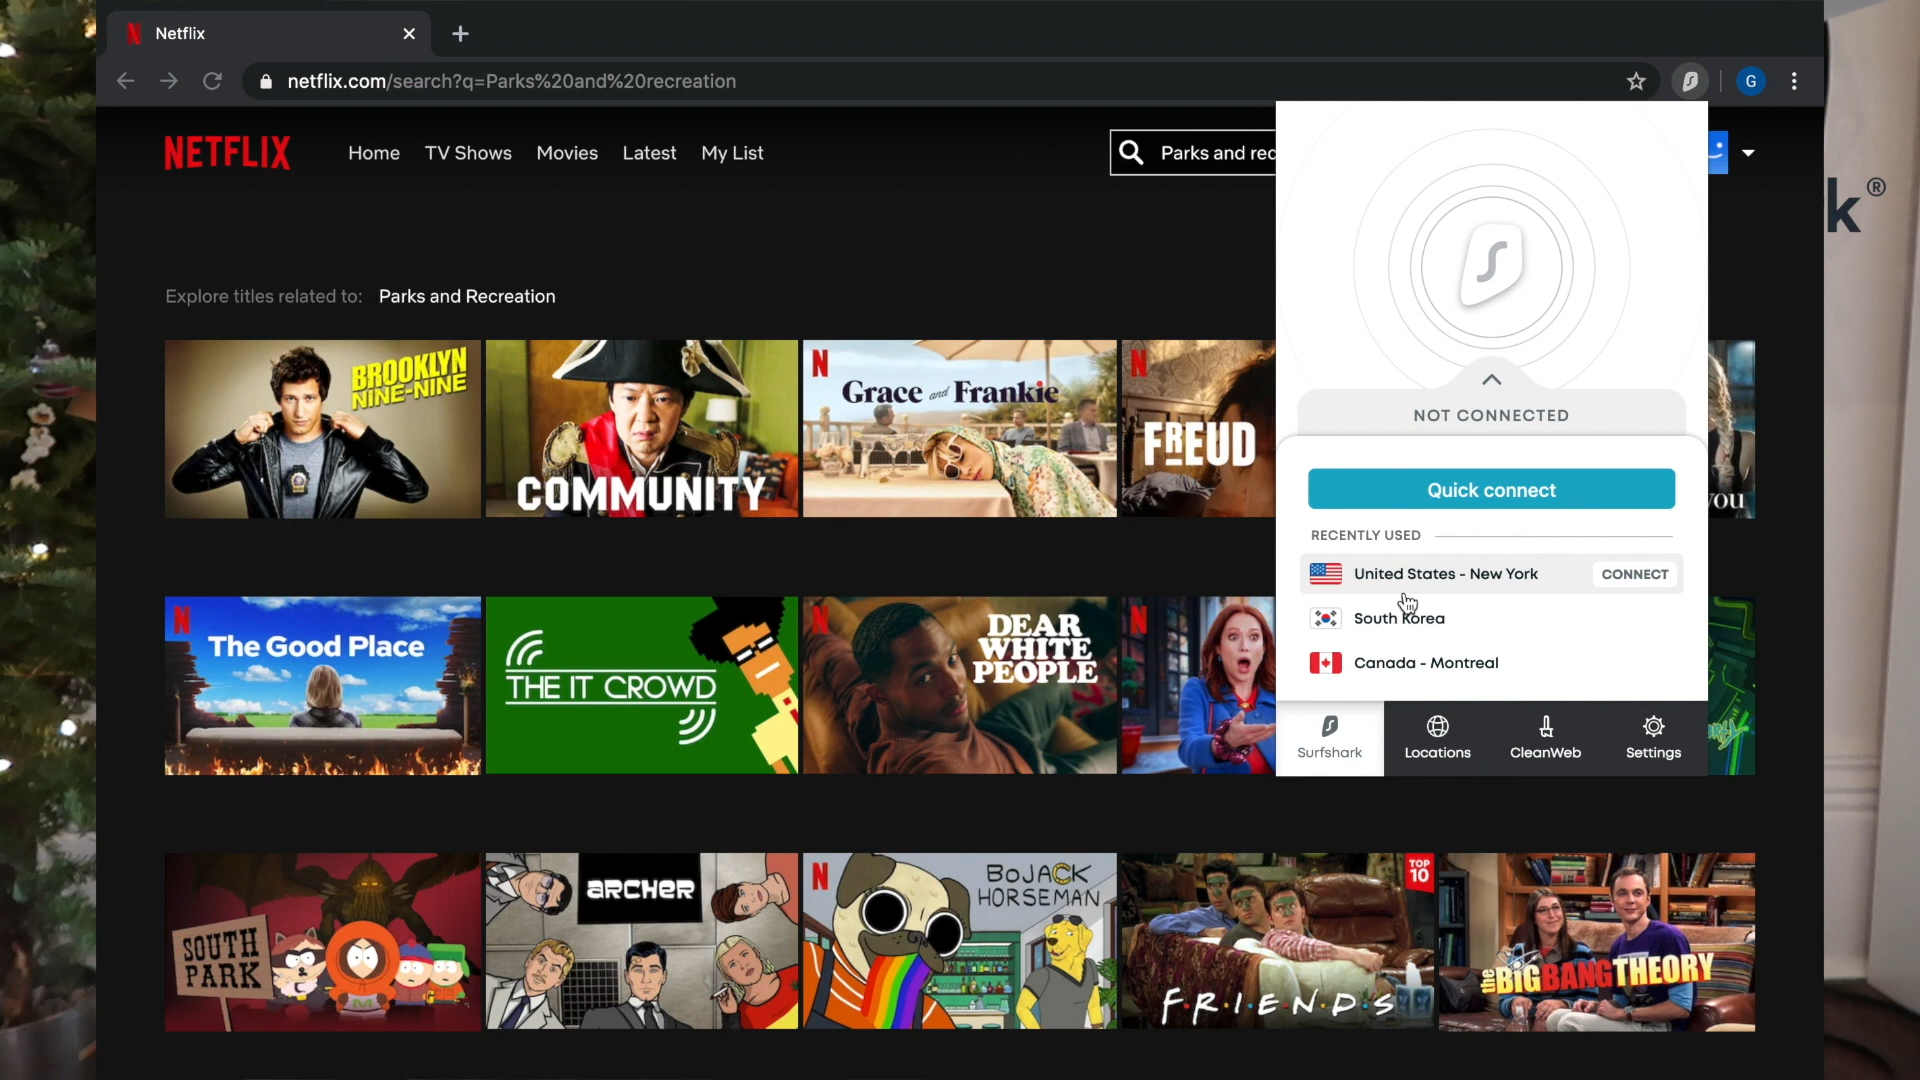 Netflix
netflix.com/search?q=Parks%20and%20recreation
G
NETFLIX
Home
TV Shows
Movies
Latest
My List
Parks and rec
k®
Explore titles related to: Parks and Recreation
BROOKLYN
NINE-NINE
COMMUNITY
N
Grace and Frankie
N
FREUD
you
N
The Good Place
THE IT CROWD
N
DEAR
WHITE
PEOPLE
N
NOT CONNECTED
Quick connect
RECENTLY USED
United States - New York
CONNECT
South Korea
Canada - Montreal
Surfshark
Locations
CleanWeb
Settings
SOUTH
PARK
ARCHER
N
BOJACK
HORSEMAN
TOP
10
F·R·I·E·N·D·S
the BIG BANG THEORY